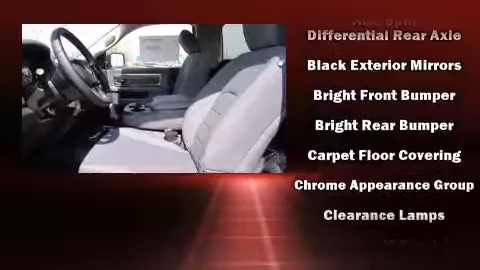 Differential Rear Axle
Black Exterior Mirrors
Bright Front Bumper
Bright Rear Bumper
Carpet Floor Covering
Chrome Appearance Group
Clearance Lamps